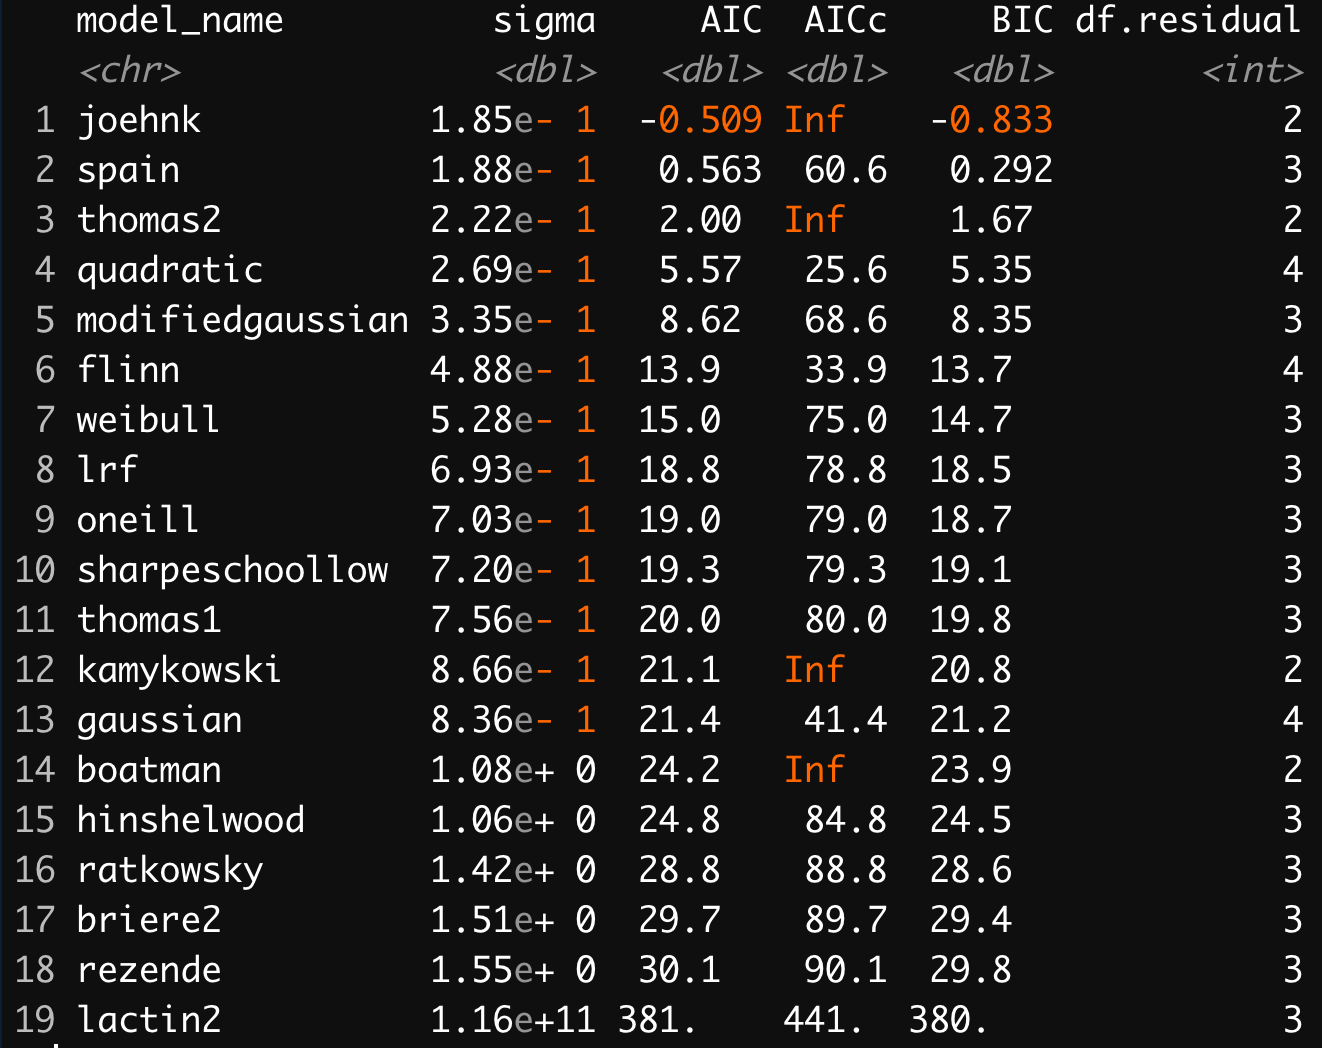 model_name sigma AIC AICc BIC df.residual
<chr> <dbl> <dbl> <dbl> <dbl> <int>
1 joehnk 1.85e- 1 -0.509 Inf -0.833 2
2 spain 1.88e- 1 0.563 60.6 0.292 3
3 thomas2 2.22e- 1 2.00 Inf 1.67 2
4 quadratic 2.69e- 1 5.57 25.6 5.35 4
5 modifiedgaussian 3.35e- 1 8.62 68.6 8.35 3
6 flinn 4.88e- 1 13.9 33.9 13.7 4
7 weibull 5.28e- 1 15.0 75.0 14.7 3
8 lrf 6.93e- 1 18.8 78.8 18.5 3
9 oneill 7.03e- 1 19.0 79.0 18.7 3
10 sharpeschoollow 7.20e- 1 19.3 79.3 19.1 3
11 thomas1 7.56e- 1 20.0 80.0 19.8 3
12 kamykowski 8.66e- 1 21.1 Inf 20.8 2
13 gaussian 8.36e- 1 21.4 41.4 21.2 4
14 boatman 1.08e+ 0 24.2 Inf 23.9 2
15 hinshelwood 1.06e+ 0 24.8 84.8 24.5 3
16 ratkowsky 1.42e+ 0 28.8 88.8 28.6 3
17 briere2 1.51e+ 0 29.7 89.7 29.4 3
18 rezende 1.55e+ 0 30.1 90.1 29.8 3
19 lactin2 1.16e+11 381. 441. 380. 3